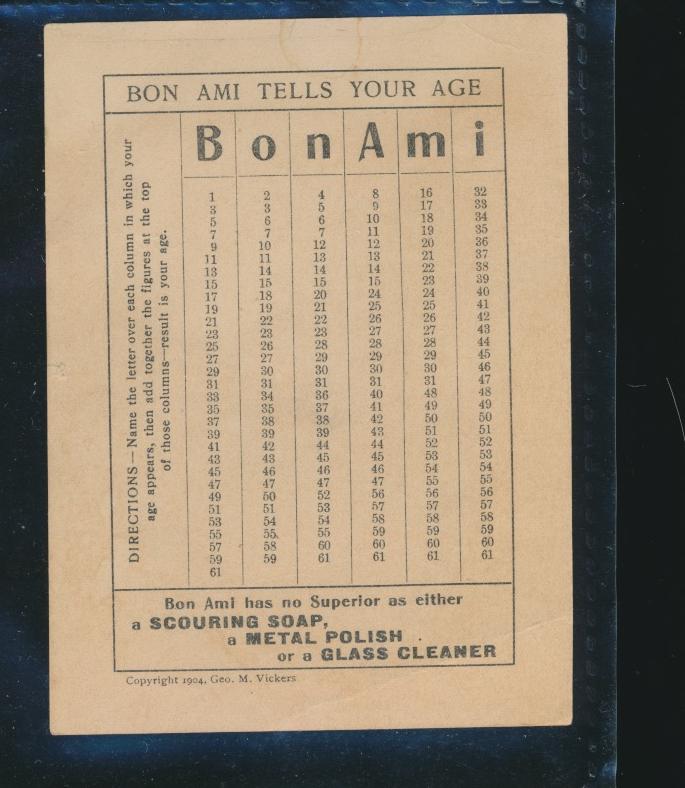 BON AMI TELLS YOUR AGE
DIRECTIONS—Name the letter over each column in which your
age appears, then add together the figures at the top
of those columns—result is your age.
B o n A m i
1 2 4 8 16 32
3 3 5 9 17 33
5 6 6 10 18 34
7 7 7 11 19 35
9 10 12 12 20 36
11 11 13 13 21 37
13 14 14 14 22 38
15 15 15 15 23 39
17 18 20 24 24 40
19 19 21 25 25 41
21 22 22 26 26 42
23 23 23 27 27 43
25 26 28 28 28 44
27 27 29 29 29 45
29 30 30 30 30 46
31 31 31 31 31 47
33 34 36 40 48 48
35 35 37 41 49 49
37 38 38 42 50 50
39 39 39 43 51 51
41 42 44 44 52 52
43 43 45 45 53 53
45 46 46 46 54 54
47 47 47 47 55 55
49 50 52 56 56 56
51 51 53 57 57 57
53 54 54 58 58 58
55 55 55 59 59 59
57 58 60 60 60 60
59 59 61 61 61 61
61
Bon Ami has no Superior as either
a SCOURING SOAP,
a METAL POLISH
or a GLASS CLEANER
Copyright 1904, Geo. M. Vickers